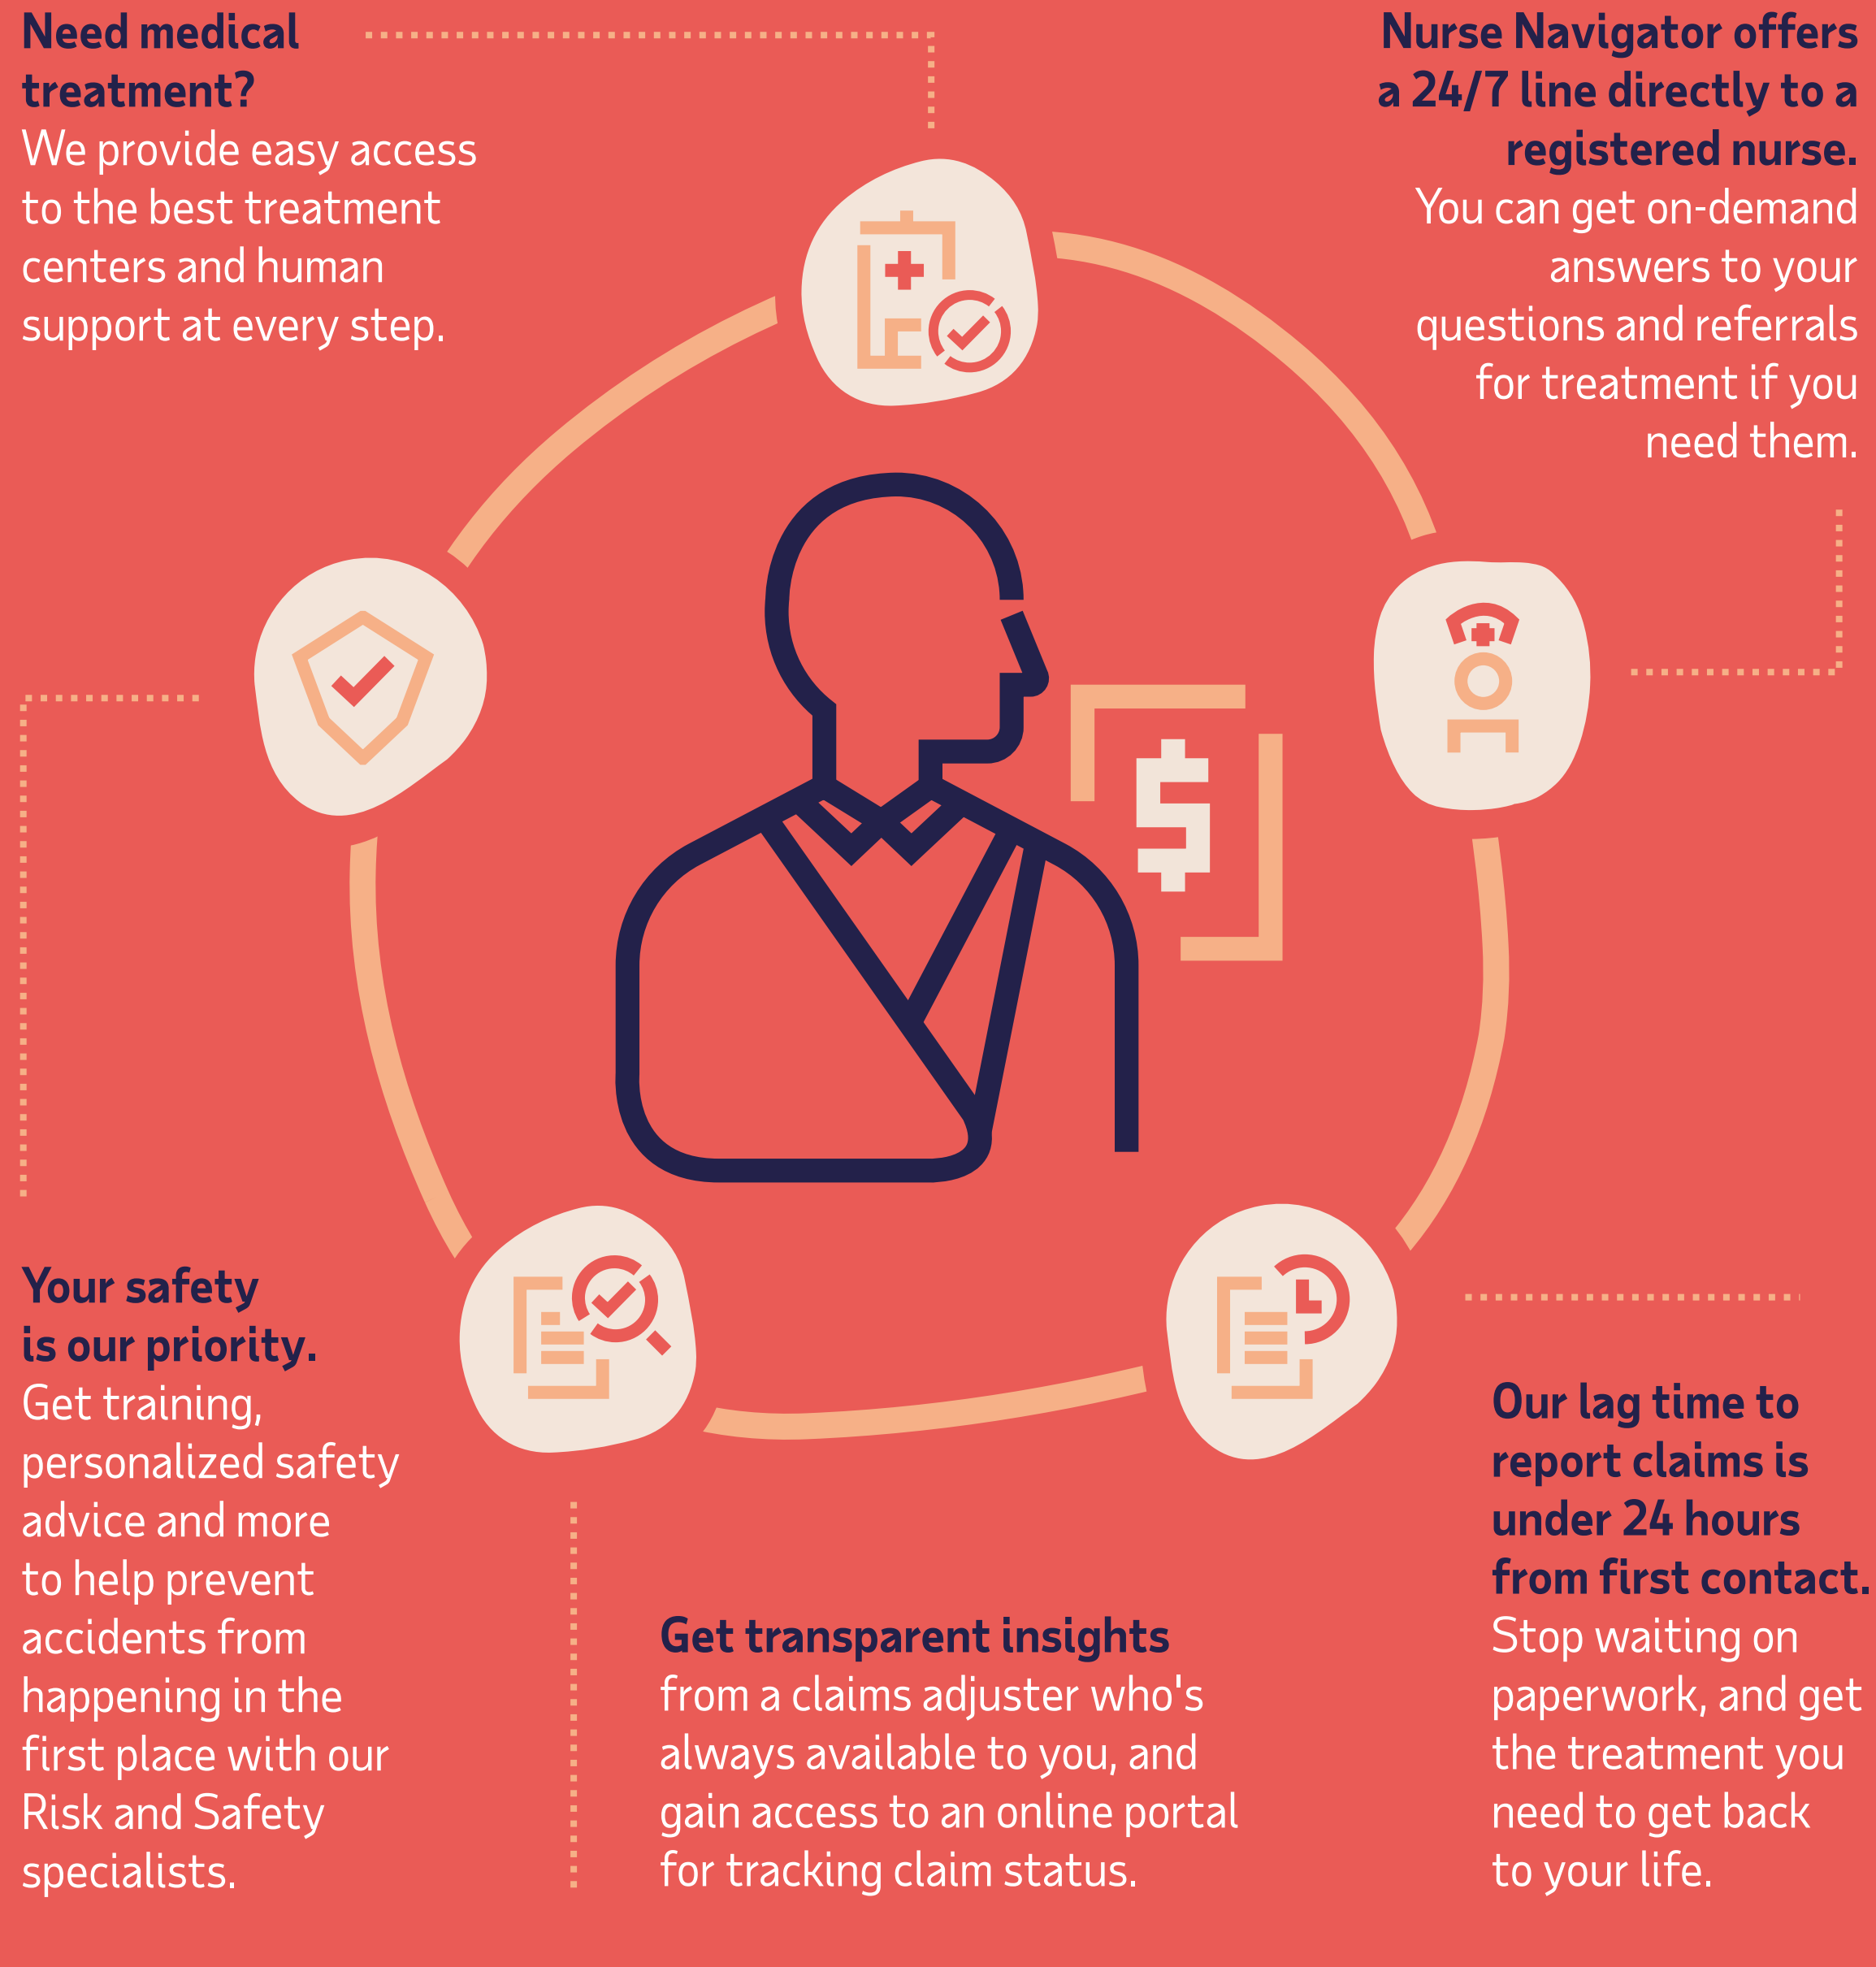 Need medical
treatment?
We provide easy access
to the best treatment
centers and human
support at every step.
Nurse Navigator offers
a 24/7 line directly to a
registered nurse.
You can get on-demand
answers to your
questions and referrals
for treatment if you
need them.
$
Your safety
is our priority.
Get training,
personalized safety
advice and more
to help prevent
accidents from
happening in the
first place with our
Risk and Safety
specialists.
Get transparent insights
from a claims adjuster who's
always available to you, and
gain access to an online portal
for tracking claim status.
Our lag time to
report claims is
under 24 hours
from first contact.
Stop waiting on
paperwork, and get
the treatment you
need to get back
to your life.